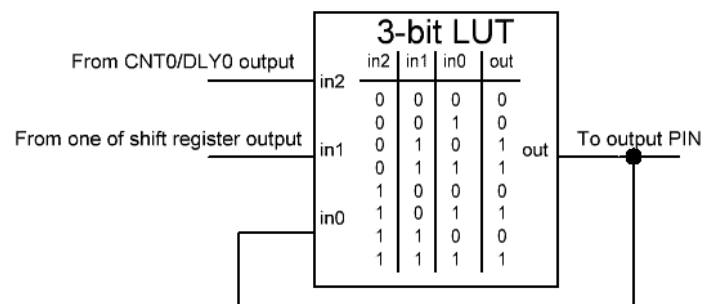 3-bit LUT
From CNT0/DLY0 output
in2 in1 in0 out
in2
0 0 0 0
0 0 1 0
From one of shift register output
in1
0 1 0 1
out
To output PIN
0 1 1 1
1 0 0 0
in0
1 0 1 1
1 1 0 0
1 1 1 1